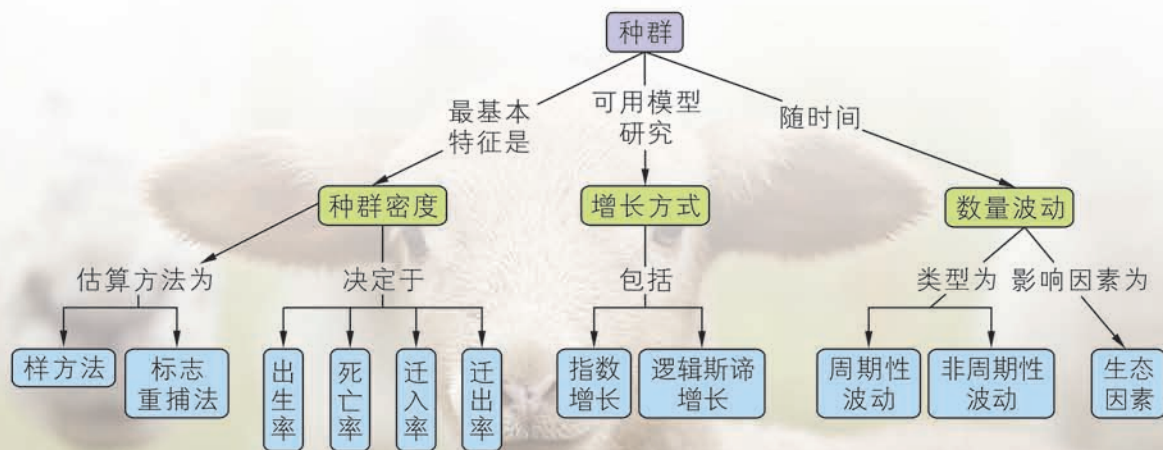 种群
最基本
特征是
可用模型
研究
随时间
种群密度
增长方式
数量波动
估算方法为
决定于
包括
类型为
影响因素为
样方法
标志
重捕法
出生率
死亡率
迁入率
迁出率
指数
增长
逻辑斯谛
增长
周期性
波动
非周期性
波动
生态
因素